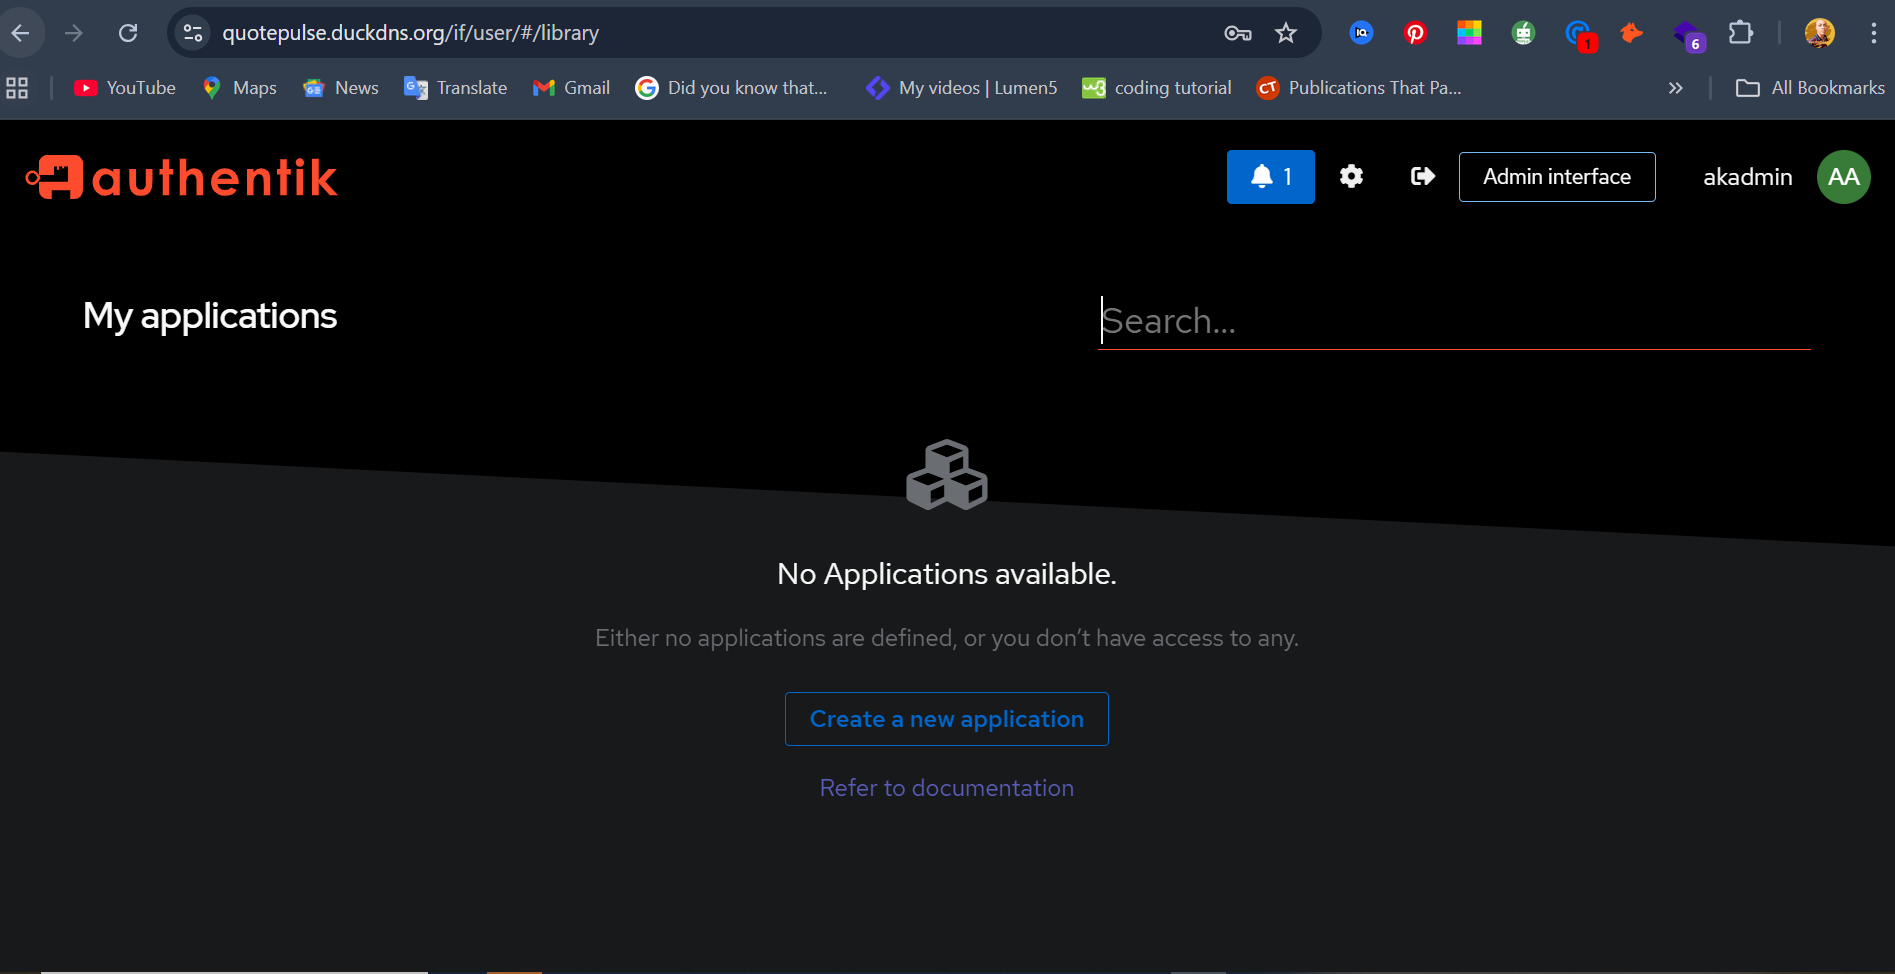 quotepulse.duckdns.org/if/user/#/library
1
6
YouTube
Maps
News
Translate
Gmail
Did you know that...
My videos | Lumen5
coding tutorial
Publications That Pa...
All Bookmarks
authentik
1
Admin interface
akadmin
AA
My applications
Search...
No Applications available.
Either no applications are defined, or you don’t have access to any.
Create a new application
Refer to documentation